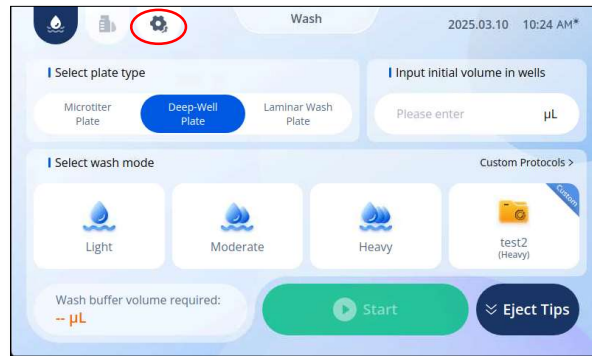 Wash
2025.03.10 10:24 AM*
Select plate type
Input initial volume in wells
Microtiter
Plate
Deep-Well
Plate
Laminar Wash
Plate
Please enter
µL
Select wash mode
Custom Protocols >
Light
Moderate
Heavy
Custom
test2
(Heavy)
Wash buffer volume required:
-- µL
Start
Eject Tips